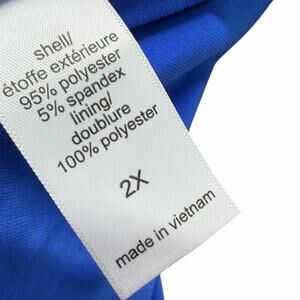 shell/
étoffe extérieure
95% polyester
5% spandex
lining/
doublure
100% polyester
2X
made in vietnam